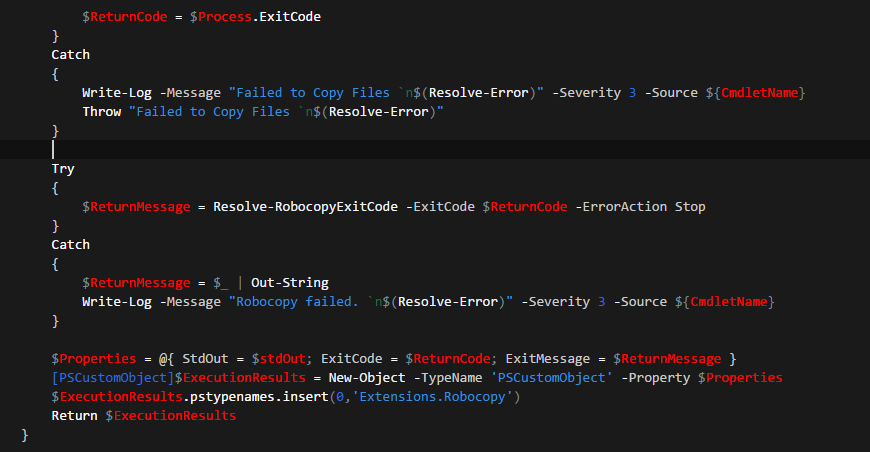 $ReturnCode = $Process.ExitCode
}
Catch
{
Write-Log -Message "Failed to Copy Files `n$(Resolve-Error)" -Severity 3 -Source ${CmdletName}
Throw "Failed to Copy Files `n$(Resolve-Error)"
}
Try
{
$ReturnMessage = Resolve-RobocopyExitCode -ExitCode $ReturnCode -ErrorAction Stop
}
Catch
{
$ReturnMessage = $_ | Out-String
Write-Log -Message "Robocopy failed. `n$(Resolve-Error)" -Severity 3 -Source ${CmdletName}
}
$Properties = @{ StdOut = $stdOut; ExitCode = $ReturnCode; ExitMessage = $ReturnMessage }
[PSCustomObject]$ExecutionResults = New-Object -TypeName 'PSCustomObject' -Property $Properties
$ExecutionResults.pstypenames.insert(0,'Extensions.Robocopy')
Return $ExecutionResults
}